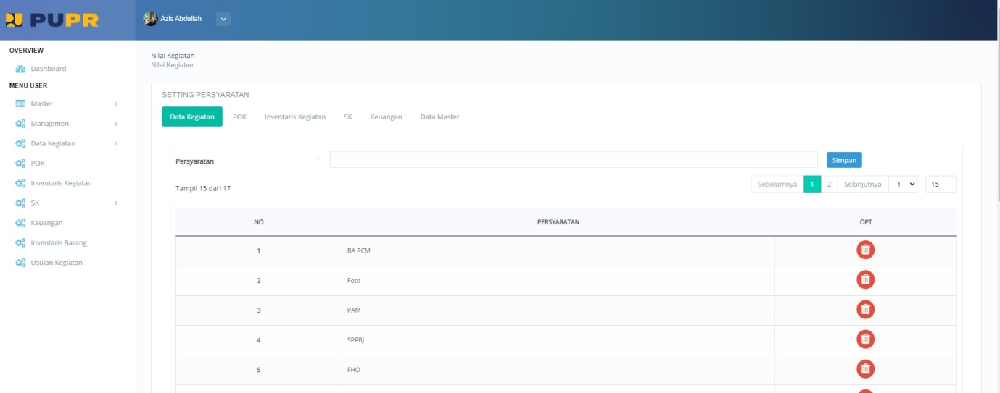 PUPR
Azis Abdullah
OVERVIEW
Dashboard
MENU USER
Master
Manajemen
Data Kegiatan
POK
Inventaris Kegiatan
SK
Keuangan
Inventaris Barang
Usulan Kegiatan
Nilai Kegiatan
Nilai Kegiatan
SETTING PERSYARATAN
Data Kegiatan POK Inventaris Kegiatan SK Keuangan Data Master
Persyaratan : Simpan
Tampil 15 dari 17 Sebelumnya 1 2 Selanjutnya 1 15
NO PERSYARATAN OPT
1 BA PCM
2 Foto
3 PAM
4 SPPBJ
5 FHO